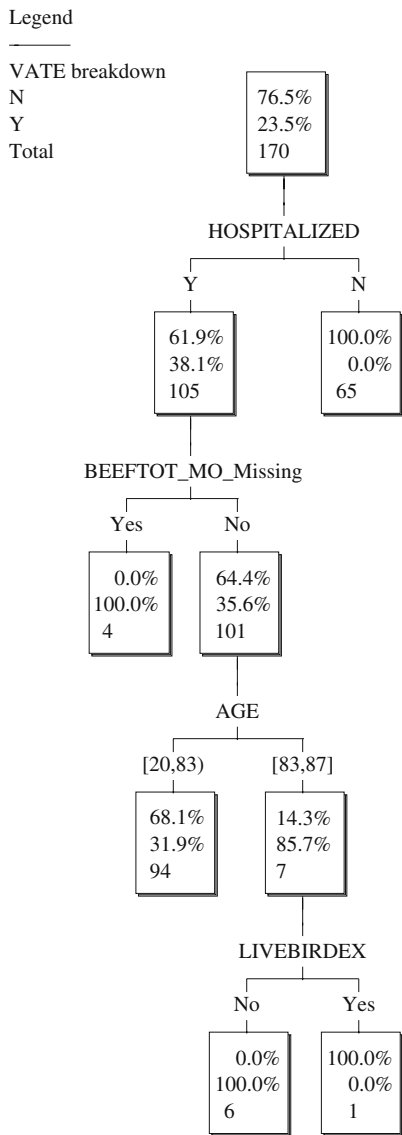 Legend
VATE breakdown
N
Y
Total
76.5%
23.5%
170
HOSPITALIZED
Y
N
61.9%
38.1%
105
100.0%
0.0%
65
BEEFTOT_MO_Missing
Yes
No
0.0%
100.0%
4
64.4%
35.6%
101
AGE
[20,83)
[83,87]
68.1%
31.9%
94
14.3%
85.7%
7
LIVEBIRDEX
No
Yes
0.0%
100.0%
6
100.0%
0.0%
1